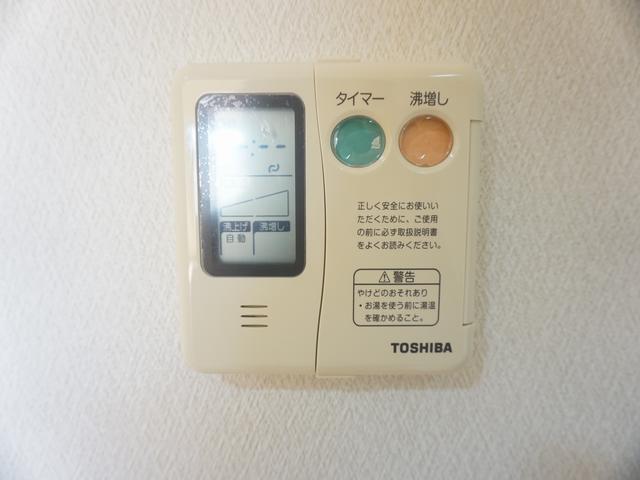 タイマー 沸増し
-:--
沸上げ 沸増し
自動
正しく安全にお使いい
ただくために、ご使用
の前に必ず取扱説明書
をよくお読みください。
⚠警告
やけどのおそれあり
・お湯を使う前に湯温
を確かめること。
TOSHIBA